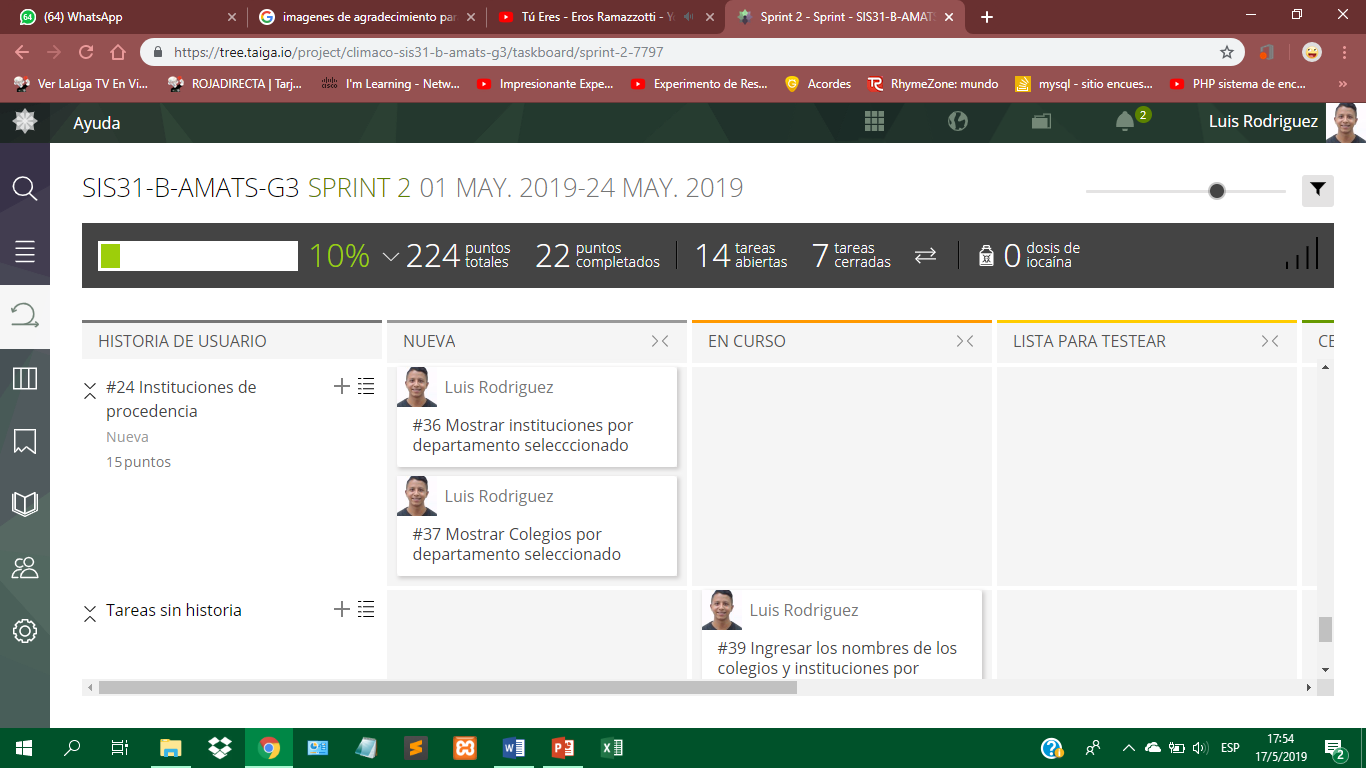 64
(64) WhatsApp
imagenes de agradecimiento par
Tú Eres - Eros Ramazzotti - Y
Sprint 2 - Sprint - SIS31-B-AMATS
https://tree.taiga.io/project/climaco-sis31-b-amats-g3/taskboard/sprint-2-7797
Ver LaLiga TV En Vi...
ROJADIRECTA | Tarj...
I'm Learning - Netw...
Impresionante Expe...
Experimento de Res...
Acordes
RhymeZone: mundo
mysql - sitio encues...
PHP sistema de enc...
Ayuda
2
Luis Rodriguez
SIS31-B-AMATS-G3 SPRINT 2 01 MAY. 2019-24 MAY. 2019
10%
224 puntos totales
22 puntos completados
14 tareas abiertas
7 tareas cerradas
0 dosis de iocaína
HISTORIA DE USUARIO
NUEVA
EN CURSO
LISTA PARA TESTEAR
CE
#24 Instituciones de
procedencia
Nueva
15 puntos
Luis Rodriguez
#36 Mostrar instituciones por
departamento selecccionado
Luis Rodriguez
#37 Mostrar Colegios por
departamento seleccionado
Tareas sin historia
Luis Rodriguez
#39 Ingresar los nombres de los
colegios y instituciones por
ESP
17:54
17/5/2019
2